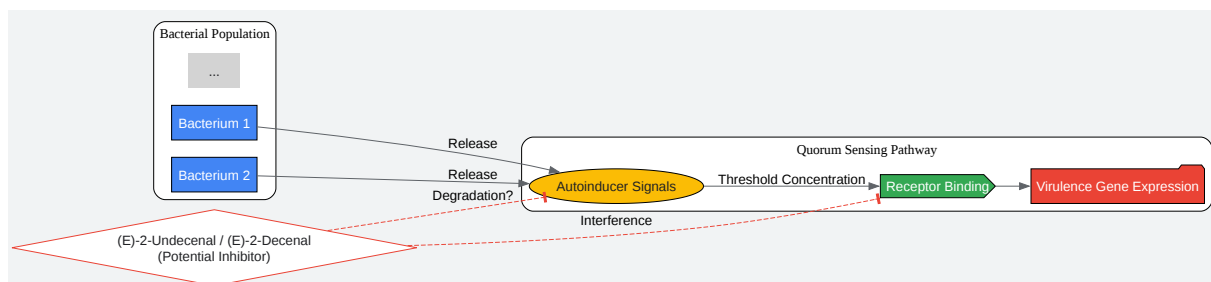 Bacterial Population
...
Bacterium 1
Bacterium 2
Release
Release
Degradation?
Interference
Quorum Sensing Pathway
Autoinducer Signals
Threshold Concentration
Receptor Binding
Virulence Gene Expression
(E)-2-Undecenal / (E)-2-Decenal
(Potential Inhibitor)